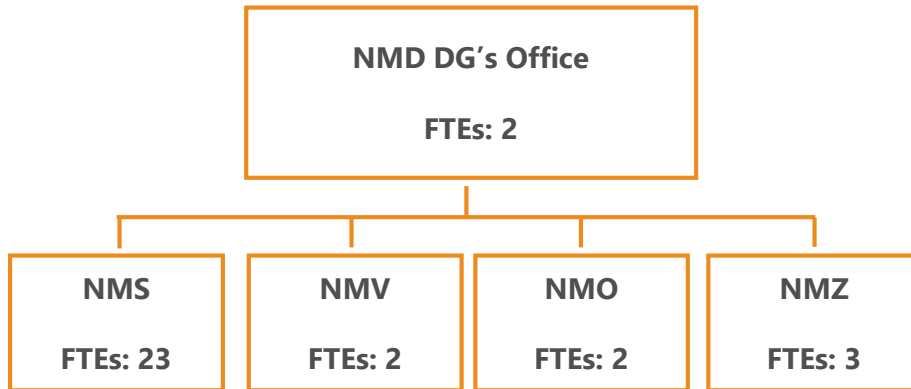 NMD DG’s Office
FTEs: 2
NMS
FTEs: 23
NMV
FTEs: 2
NMO
FTEs: 2
NMZ
FTEs: 3